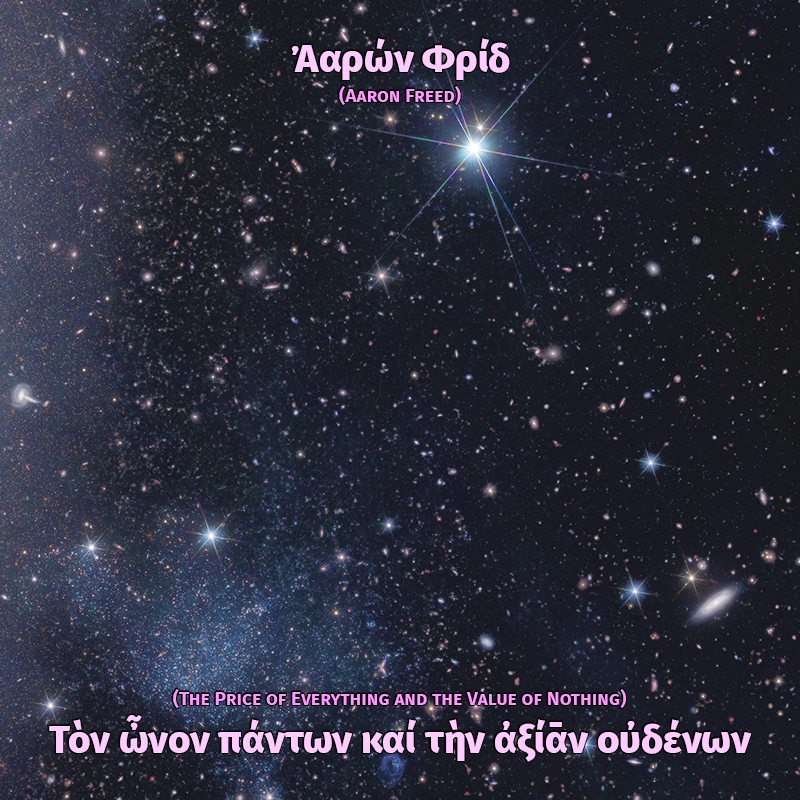 Ἀαρών Φρίδ
(Aaron Freed)
(The Price of Everything and the Value of Nothing)
Τὸν ὦνον πάντων καί τὴν ἀξίᾱν οὐδένων